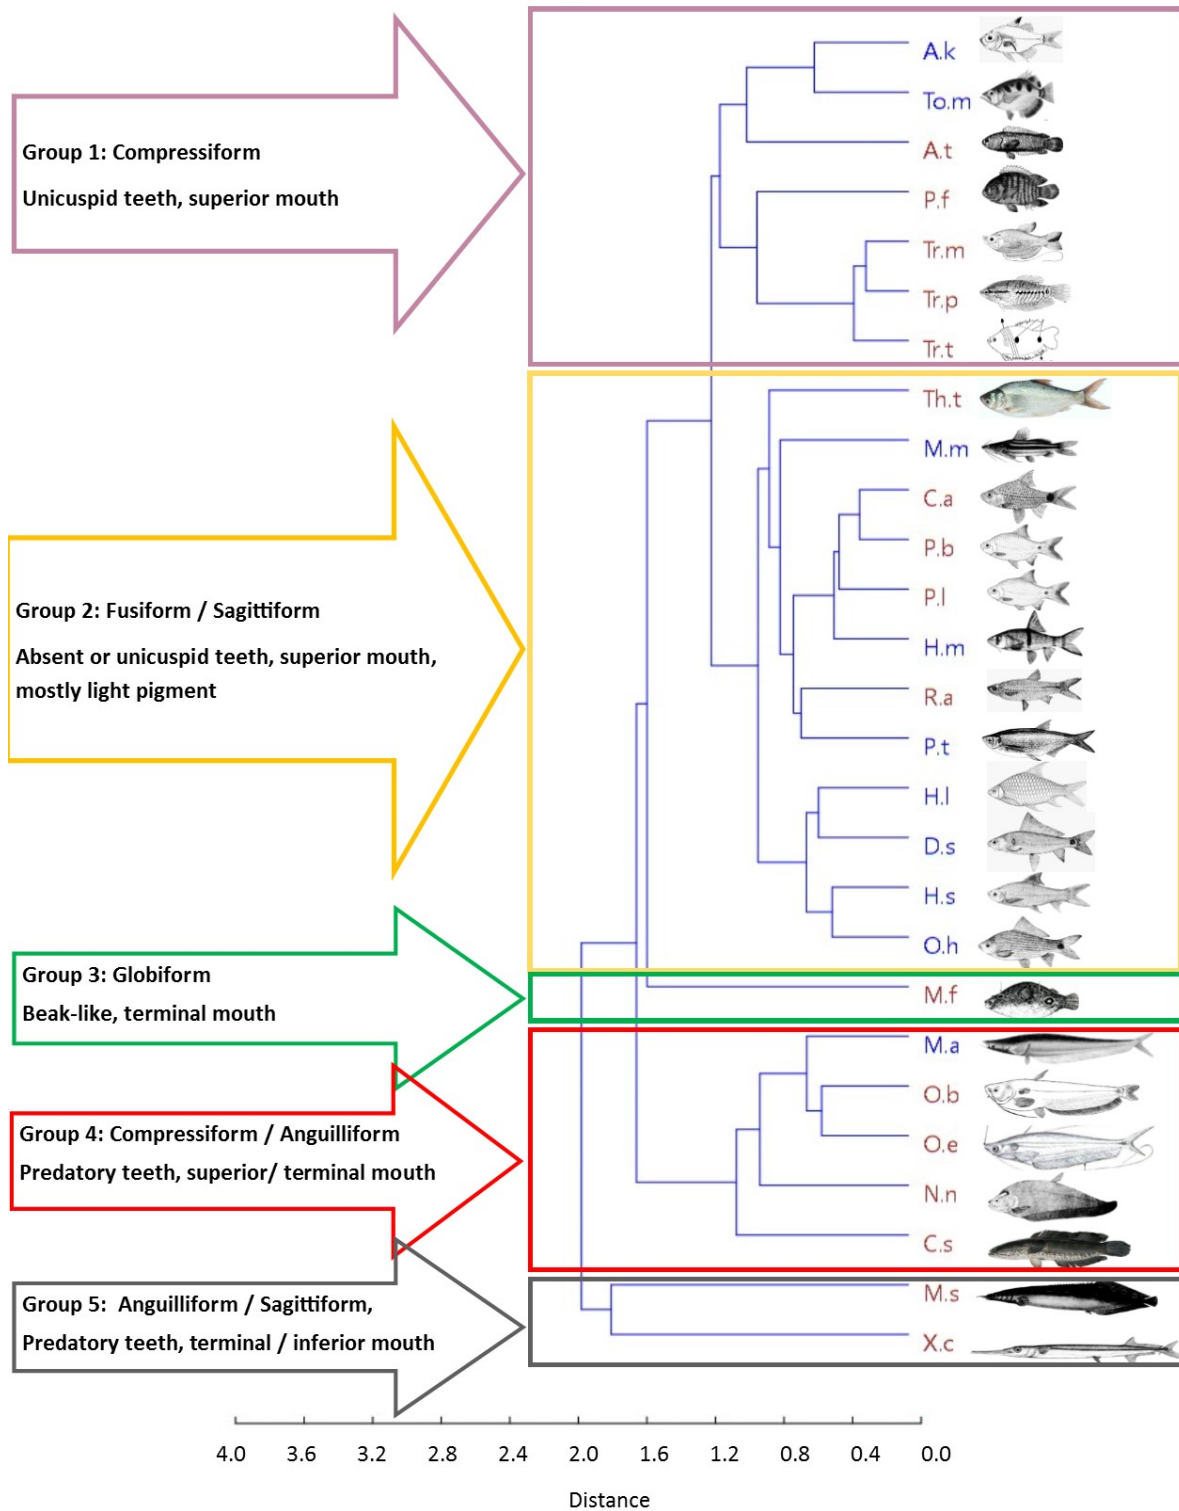 Group 1: Compressiform
Unicuspid teeth, superior mouth
Group 2: Fusiform / Sagittiform
Absent or unicuspid teeth, superior mouth,
mostly light pigment
Group 3: Globiform
Beak-like, terminal mouth
Group 4: Compressiform / Anguilliform
Predatory teeth, superior/ terminal mouth
Group 5: Anguilliform / Sagittiform,
Predatory teeth, terminal / inferior mouth
A.k
To.m
A.t
P.f
Tr.m
Tr.p
Tr.t
Th.t
M.m
C.a
P.b
P.l
H.m
R.a
P.t
H.l
D.s
H.s
O.h
M.f
M.a
O.b
O.e
N.n
C.s
M.s
X.c
4.0 3.6 3.2 2.8 2.4 2.0 1.6 1.2 0.8 0.4 0.0
Distance